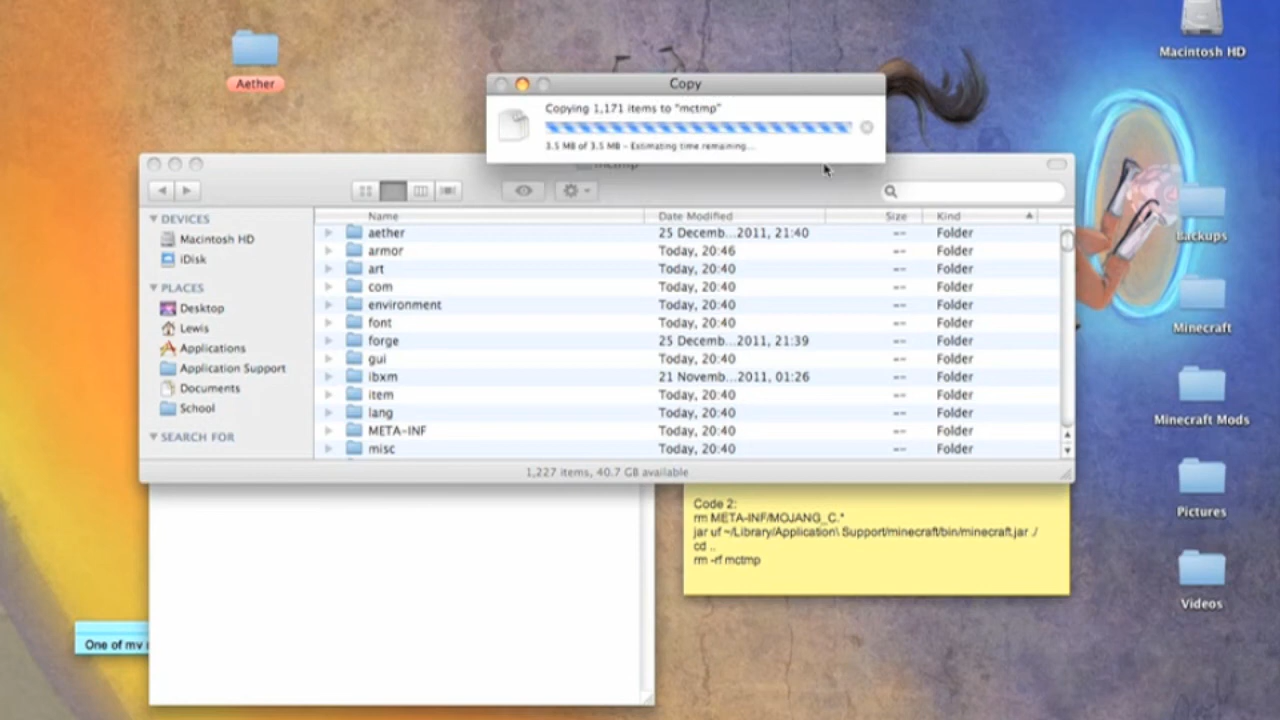 Macintosh HD
Aether
Copy
Copying 1,171 items to "mctmp"
3.5 MB of 3.5 MB - Estimating time remaining...
mctmp
Backups
Minecraft
Minecraft Mods
Pictures
Videos
DEVICES
Macintosh HD
iDisk
PLACES
Desktop
Lewis
Applications
Application Support
Documents
School
SEARCH FOR
Name Date Modified Size Kind
aether 25 Decemb...2011, 21:40 -- Folder
armor Today, 20:46 -- Folder
art Today, 20:40 -- Folder
com Today, 20:40 -- Folder
environment Today, 20:40 -- Folder
font Today, 20:40 -- Folder
forge 25 Decemb...2011, 21:39 -- Folder
gui Today, 20:40 -- Folder
ibxm 21 Novemb...2011, 01:26 -- Folder
item Today, 20:40 -- Folder
lang Today, 20:40 -- Folder
META-INF Today, 20:40 -- Folder
misc Today, 20:40 -- Folder
1,227 items, 40.7 GB available
Code 2:
rm META-INF/MOJANG_C.*
jar uf ~/Library/Application\ Support/minecraft/bin/minecraft.jar ./
cd ..
rm -rf mctmp
One of my